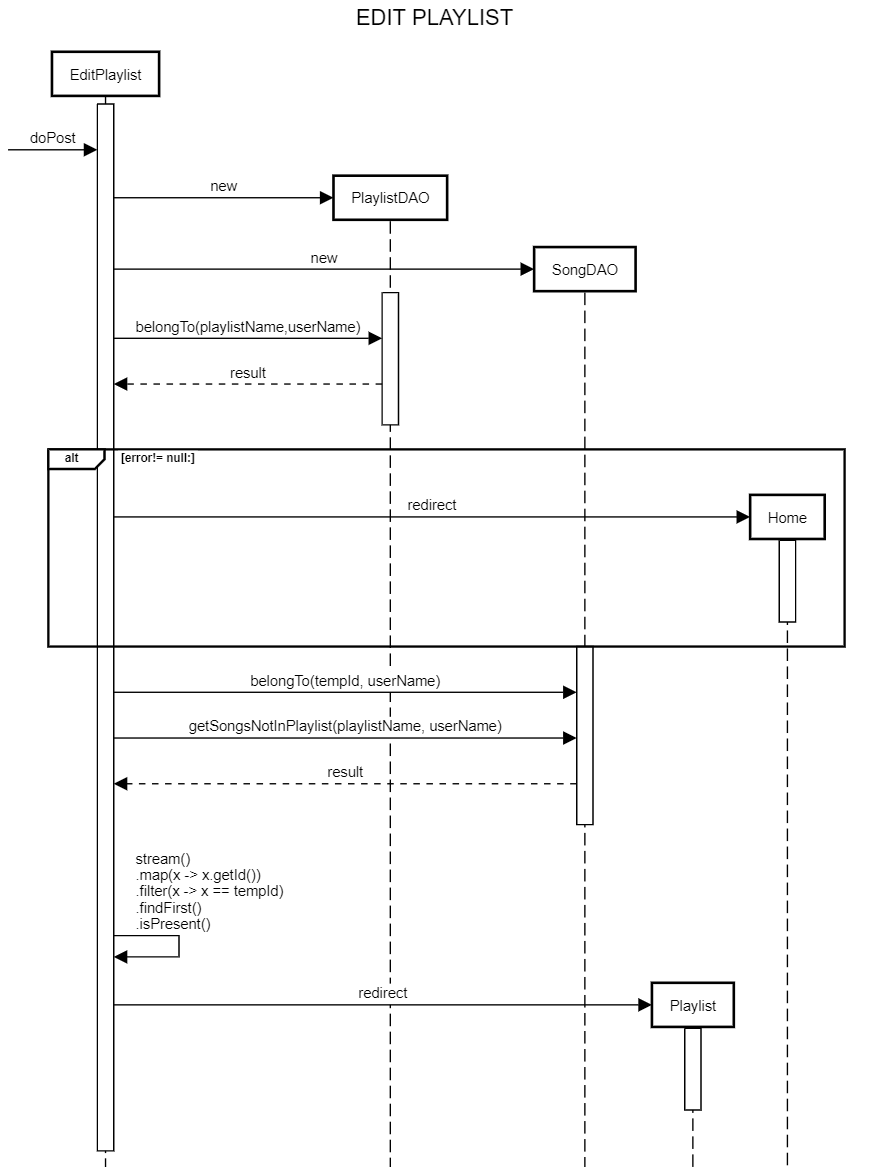 EDIT PLAYLIST
EditPlaylist
doPost
new
PlaylistDAO
new
SongDAO
belongTo(playlistName,userName)
result
alt
[error!= null:]
redirect
Home
belongTo(tempId, userName)
getSongsNotInPlaylist(playlistName, userName)
result
stream()
.map(x -> x.getId())
.filter(x -> x == tempId)
.findFirst()
.isPresent()
redirect
Playlist